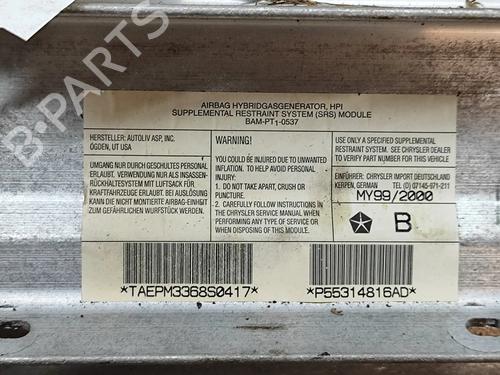 AIRBAG HYBRIDGASGENERATOR, HPI
SUPPLEMENTAL RESTRAINT SYSTEM (SRS) MODULE
BAM-PT1-0537
HERSTELLER: AUTOLIV ASP, INC.
OGDEN, UT USA
UMGANG NUR DURCH GESCHULTES PERSONAL
ERLAUBT. VERWENDUNG NUR ALS INSASSEN-
RÜCKHALTESYSTEM MIT LUFTSACK FÜR
KRAFTFAHRZEUGE ERLAUBT. BEI AUSLÖSUNG
KANN DIE NICHT MONTIERTE AIRBAG-EINHEIT
ZUM GEFÄHRLICHEN WURFSTÜCK WERDEN.
WARNING!
YOU COULD BE INJURED DUE TO UNWANTED
INFLATION. TO HELP AVOID PERSONAL
INJURY:
1. DO NOT TAKE APART, CRUSH OR
PUNCTURE.
2. CAREFULLY FOLLOW INSTRUCTIONS IN
THE CHRYSLER SERVICE MANUAL WHEN
PERFORMING ANY SERVICE OR
WHEN DISPOSING OF THIS MODULE.
USE ONLY A SPECIFIED SUPPLEMENTAL
RESTRAINT SYSTEM. SEE CHRYSLER DEALER
TO VERIFY PART NUMBER FOR THIS VEHICLE
EINFÜHRER: CHRYSLER IMPORT DEUTSCHLAND
KERPEN, GERMAN TEL (D) 07145-971-211
MY99/2000
B
*TAEPM3368S0417*
*P55314816AD*
B-Parts